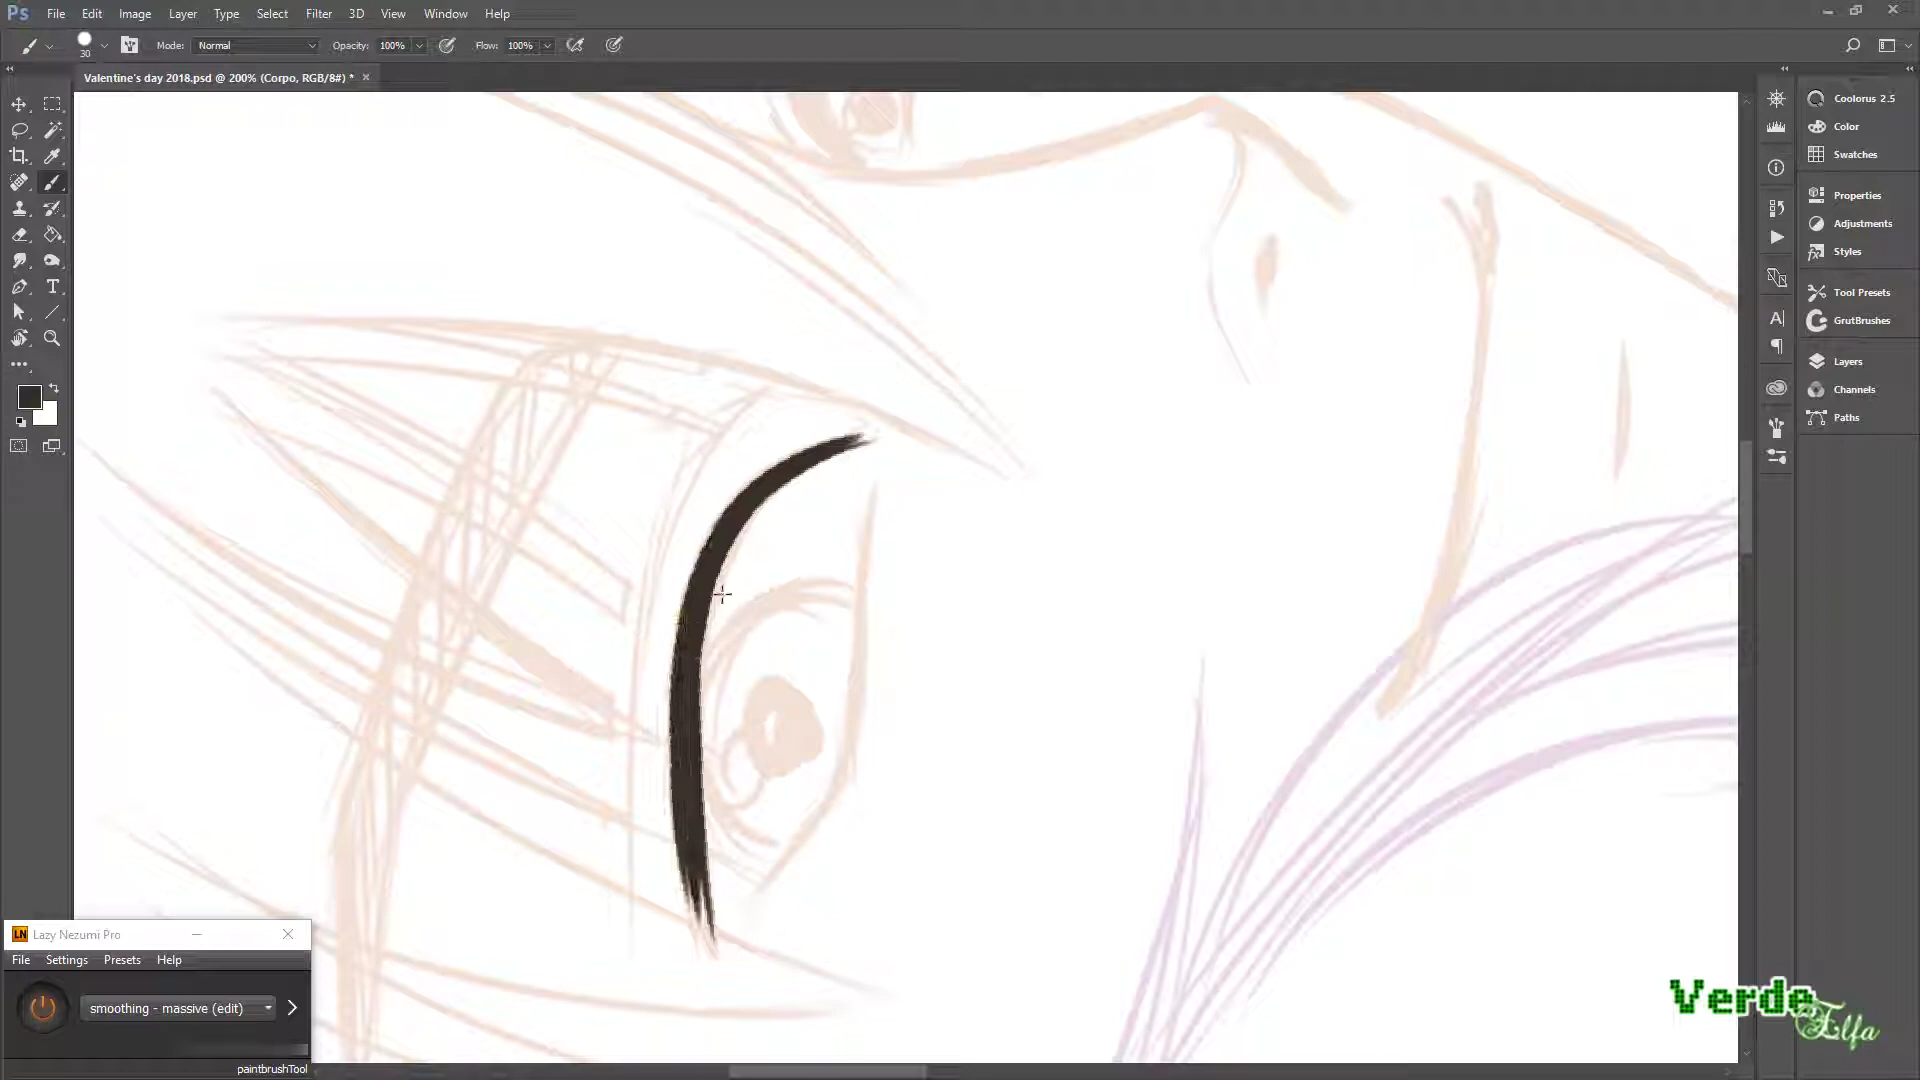 Ps File Edit Image Layer Type Select Filter 3D View Window Help
30 Mode: Normal Opacity: 100% Flow: 100%
Valentine's day 2018.psd @ 200% (Corpo, RGB/8#) *
Coolorus 2.5
Color
Swatches
Properties
Adjustments
Styles
Tool Presets
GrutBrushes
Layers
Channels
Paths
LN Lazy Nezumi Pro
File Settings Presets Help
smoothing - massive (edit)
paintbrushTool
Verde
Elfa